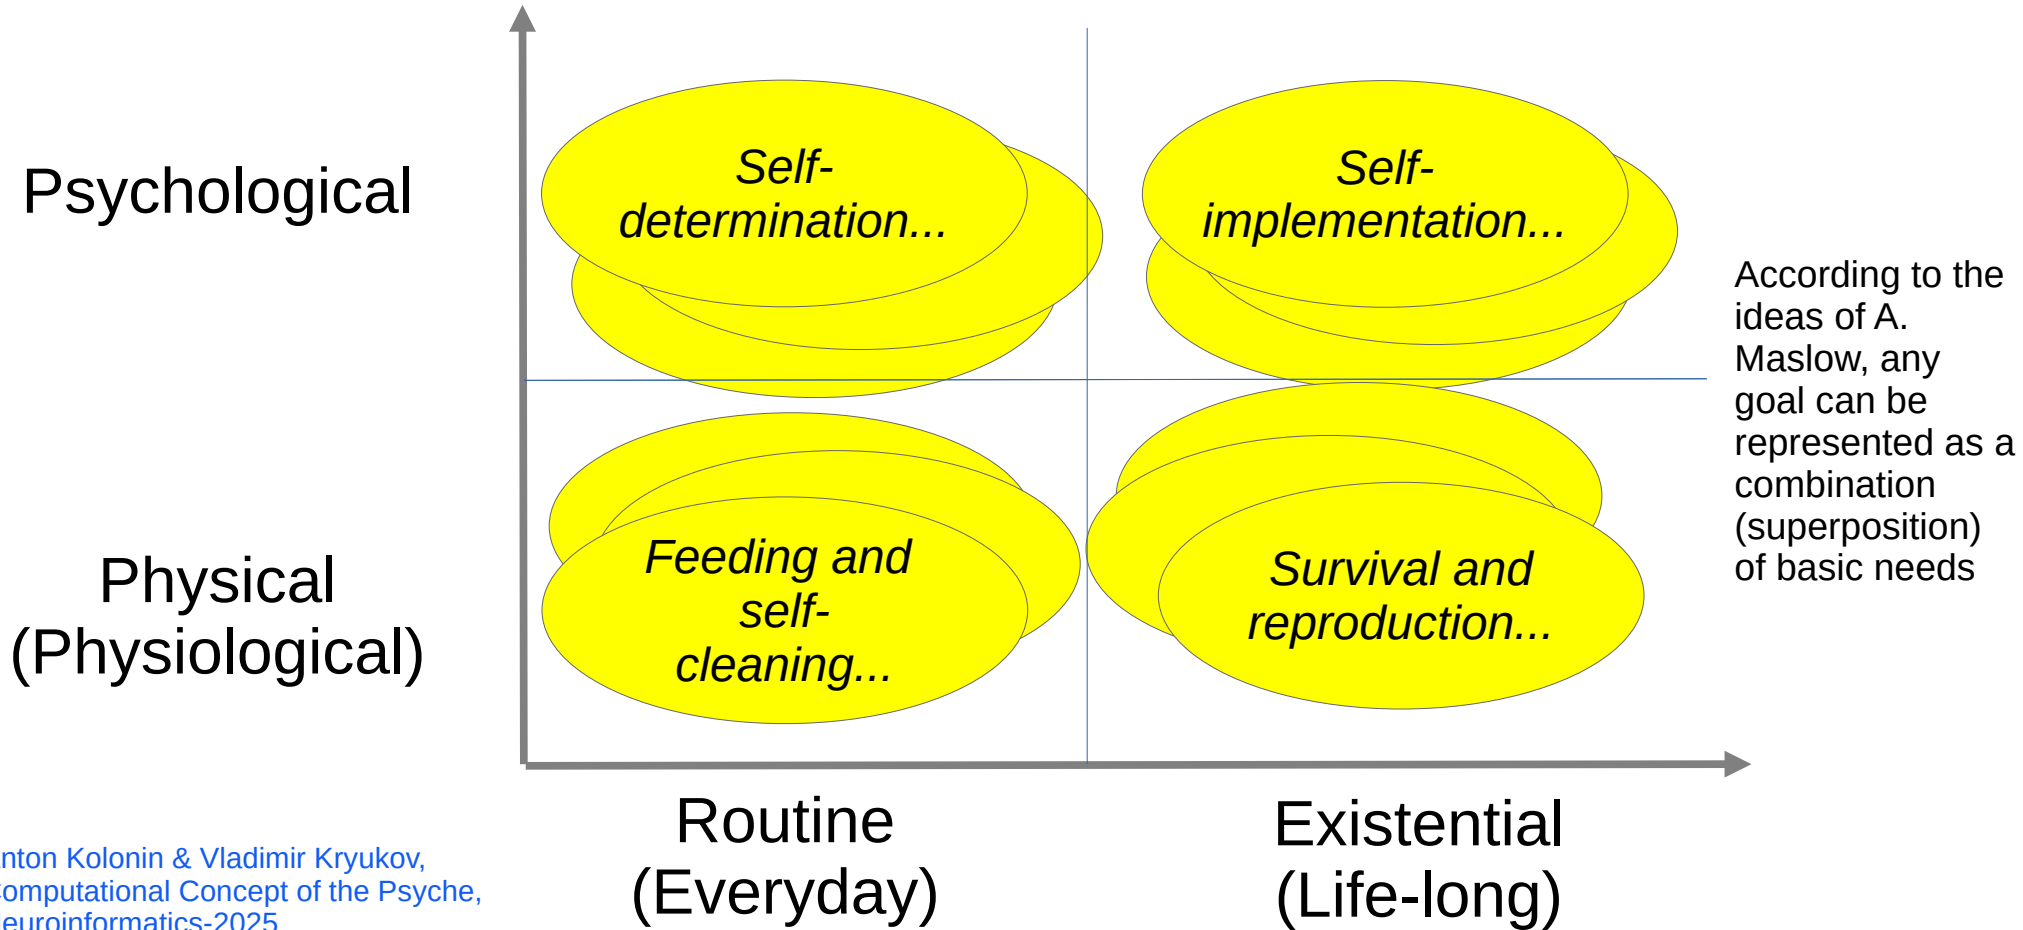 Psychological
Self-
determination...
Self-
implementation...
According to the
ideas of A.
Maslow, any
goal can be
represented as a
combination
(superposition)
of basic needs
Physical
(Physiological)
Feeding and
self-
cleaning...
Survival and
reproduction...
Routine
(Everyday)
Existential
(Life-long)
nton Kolonin & Vladimir Kryukov,
omputational Concept of the Psyche,
euroinformatics-2025